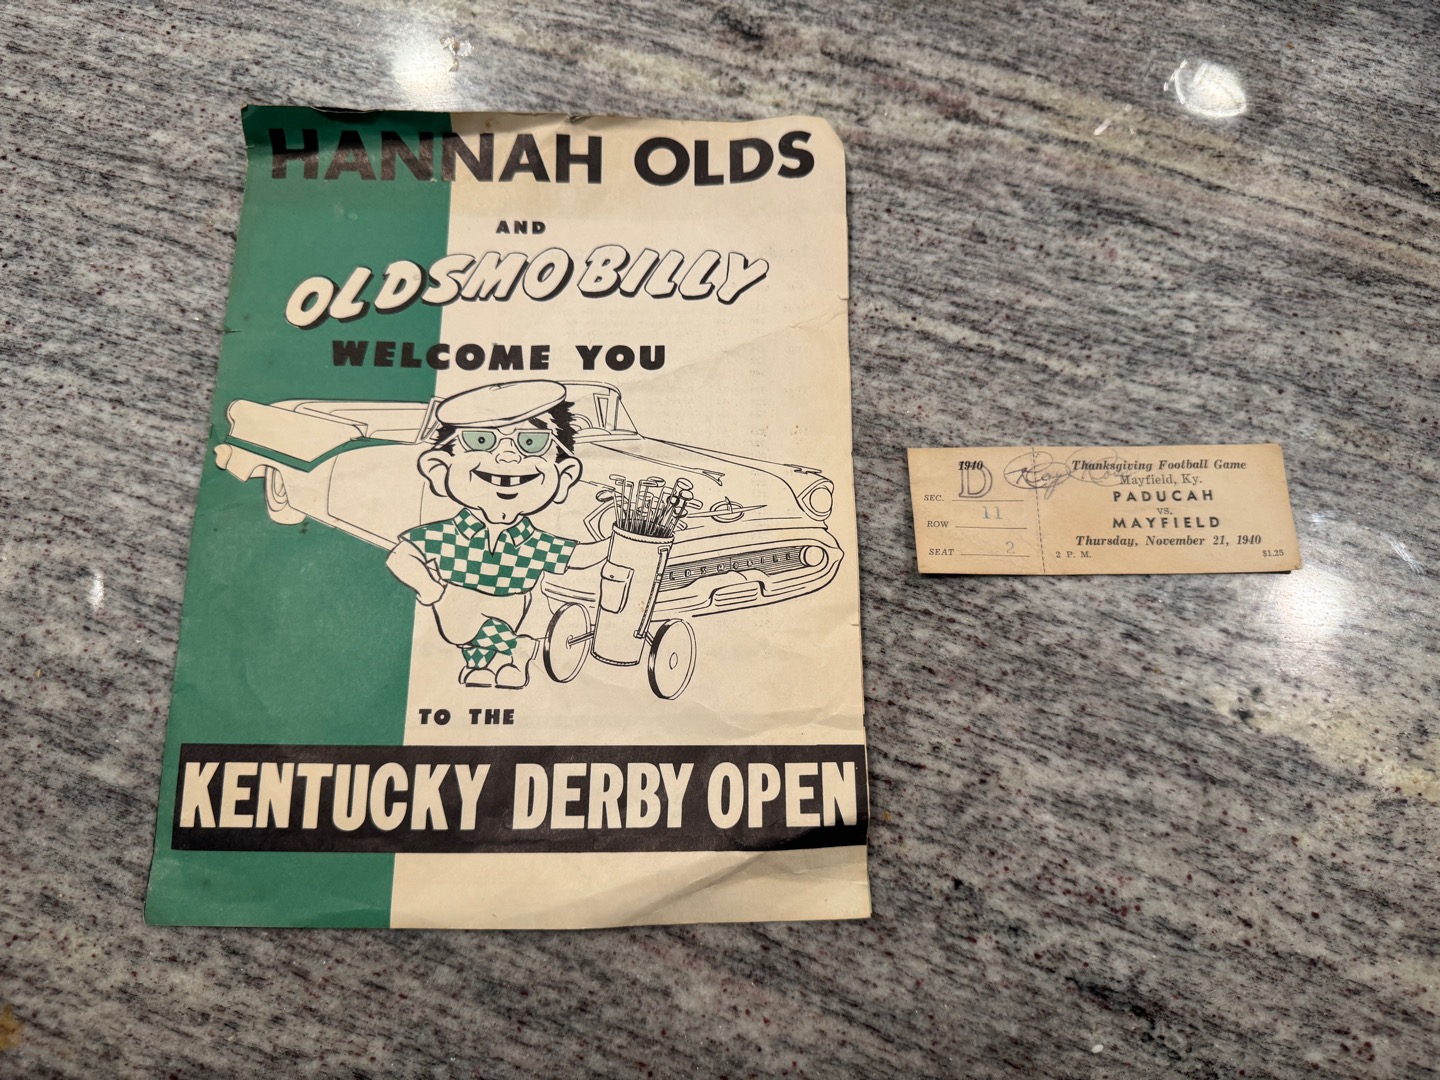 HANNAH OLDS
AND
OLDSMOBILLY
WELCOME YOU
OLDSMOBILE
TO THE
KENTUCKY DERBY OPEN
1940
SEC. D
ROW 11
SEAT 2
Thanksgiving Football Game
Mayfield, Ky.
PADUCAH
vs.
MAYFIELD
Thursday, November 21, 1940
2 P. M.
$1.25